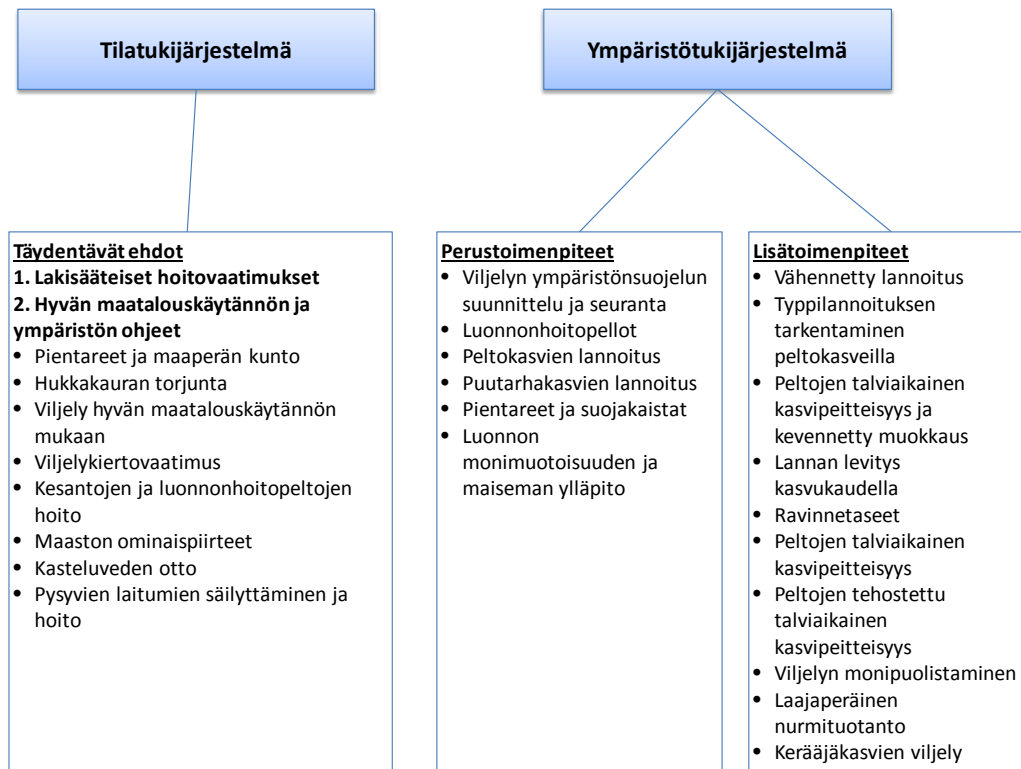 Tilatukijärjestelmä
Ympäristötukijärjestelmä
Täydentävät ehdot
1. Lakisääteiset hoitovaatimukset
2. Hyvän maatalouskäytännön ja
ympäristön ohjeet
• Pientareet ja maaperän kunto
• Hukkakauran torjunta
• Viljely hyvän maatalouskäytännön
mukaan
• Viljelykiertovaatimus
• Kesantojen ja luonnonhoitopeltojen
hoito
• Maaston ominaispiirteet
• Kasteluveden otto
• Pysyvien laitumien säilyttäminen ja
hoito
Perustoimenpiteet
• Viljelyn ympäristönsuojelun
suunnittelu ja seuranta
• Luonnonhoitopellot
• Peltokasvien lannoitus
• Puutarhakasvien lannoitus
• Pientareet ja suojakaistat
• Luonnon
monimuotoisuuden ja
maiseman ylläpito
Lisätoimenpiteet
• Vähennetty lannoitus
• Typpilannoituksen
tarkentaminen
peltokasveilla
• Peltojen talviaikainen
kasvipeitteisyys ja
kevennetty muokkaus
• Lannan levitys
kasvukaudella
• Ravinnetaseet
• Peltojen talviaikainen
kasvipeitteisyys
• Peltojen tehostettu
talviaikainen
kasvipeitteisyys
• Viljelyn monipuolistaminen
• Laajaperäinen
nurmituotanto
• Kerääjäkasvien viljely